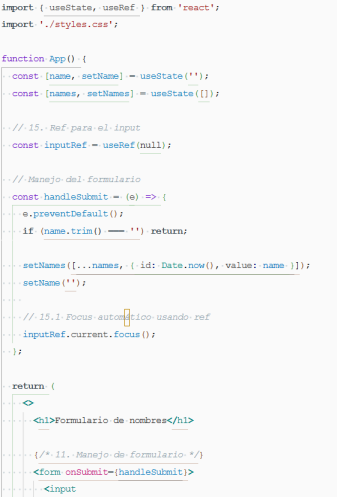 import { useState, useRef } from 'react';
import './styles.css';
function App() {
const [name, setName] = useState('');
const [names, setNames] = useState([]);
// 15. Ref para el input
const inputRef = useRef(null);
// Manejo del formulario
const handleSubmit = (e) => {
e.preventDefault();
if (name.trim() === '') return;
setNames([...names, { id: Date.now(), value: name }]);
setName('');
// 15.1 Focus automático usando ref
inputRef.current.focus();
};
return (
<>
<h1>Formulario de nombres</h1>
{/* 11. Manejo de formulario */}
<form onSubmit={handleSubmit}>
<input